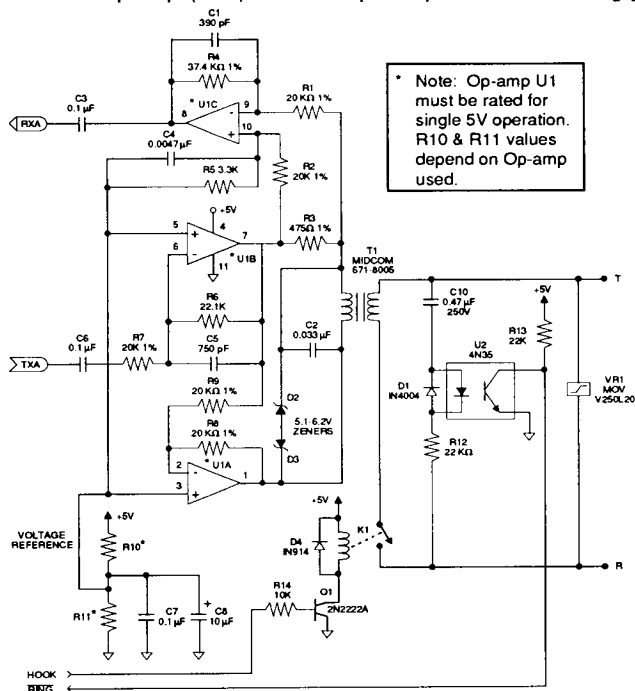 C1
390 pF
R4
37.4 KΩ 1%
C3
0.1 µF
RXA
8
* U1C
9
10
R1
20 KΩ 1%
C4
0.0047 µF
R5 3.3K
R2
20K 1%
* Note: Op-amp U1
must be rated for
single 5V operation.
R10 & R11 values
depend on Op-amp
used.
+5V
5
4
7
6
11
* U1B
R3
475Ω 1%
T1
MIDCOM
671-8005
R6
22.1K
C6
0.1 µF
R7
20K 1%
TXA
C5
750 pF
C2
0.033 µF
R9
20 KΩ 1%
R8
20 KΩ 1%
D2
5.1-6.2V
ZENERS
D3
* U1A
2
3
1
C10
0.47 µF
250V
+5V
T
R13
22K
U2
4N35
D1
IN4004
VR1
MOV
V250L20
R12
22 KΩ
VOLTAGE
REFERENCE
+5V
R10*
R11*
C7
0.1 µF
+
C8
10 µF
+5V
D4
IN914
K1
R14
10K
Q1
2N2222A
R
HOOK
RING